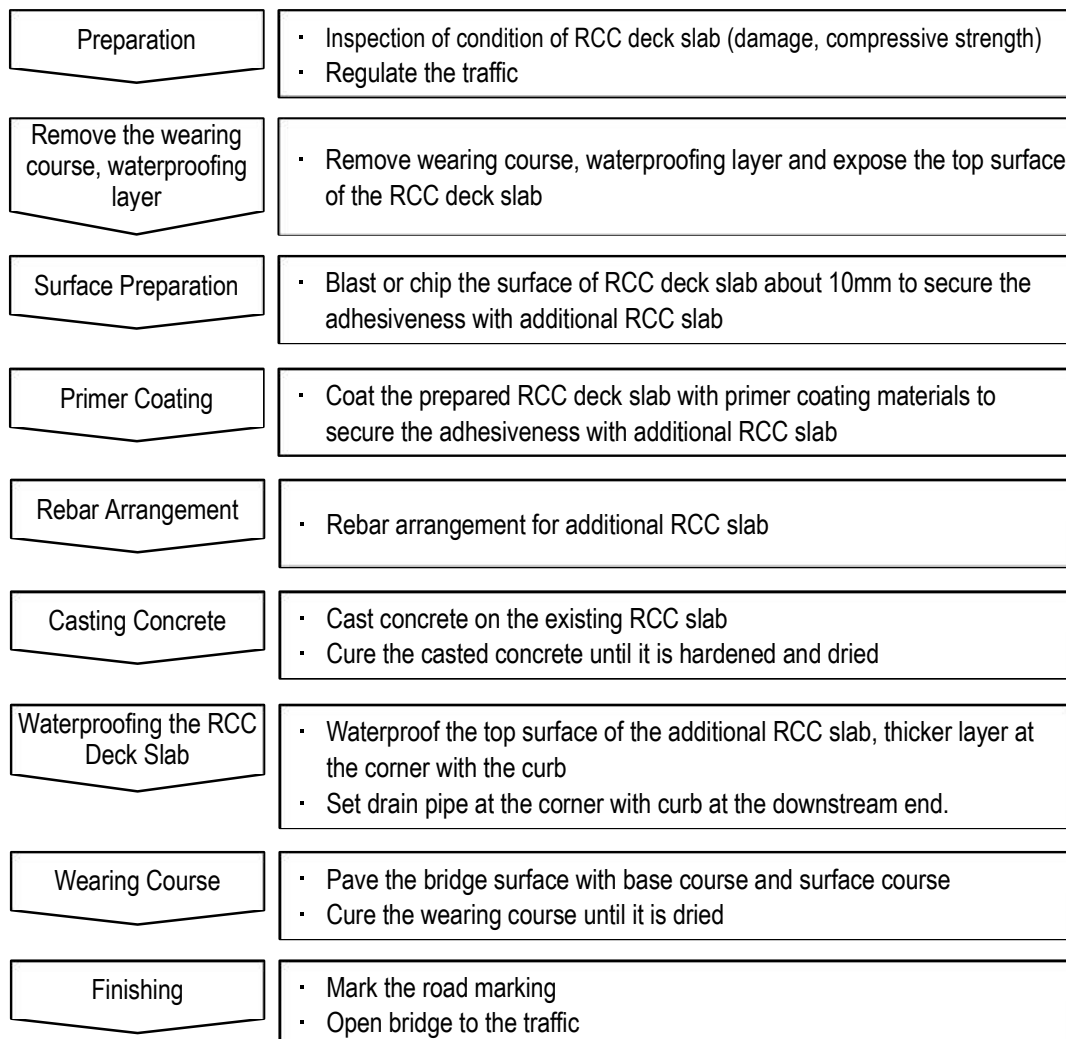 Preparation
· Inspection of condition of RCC deck slab (damage, compressive strength)
· Regulate the traffic
Remove the wearing
course, waterproofing
layer
· Remove wearing course, waterproofing layer and expose the top surface
of the RCC deck slab
Surface Preparation
· Blast or chip the surface of RCC deck slab about 10mm to secure the
adhesiveness with additional RCC slab
Primer Coating
· Coat the prepared RCC deck slab with primer coating materials to
secure the adhesiveness with additional RCC slab
Rebar Arrangement
· Rebar arrangement for additional RCC slab
Casting Concrete
· Cast concrete on the existing RCC slab
· Cure the casted concrete until it is hardened and dried
Waterproofing the RCC
Deck Slab
· Waterproof the top surface of the additional RCC slab, thicker layer at
the corner with the curb
· Set drain pipe at the corner with curb at the downstream end.
Wearing Course
· Pave the bridge surface with base course and surface course
· Cure the wearing course until it is dried
Finishing
· Mark the road marking
· Open bridge to the traffic